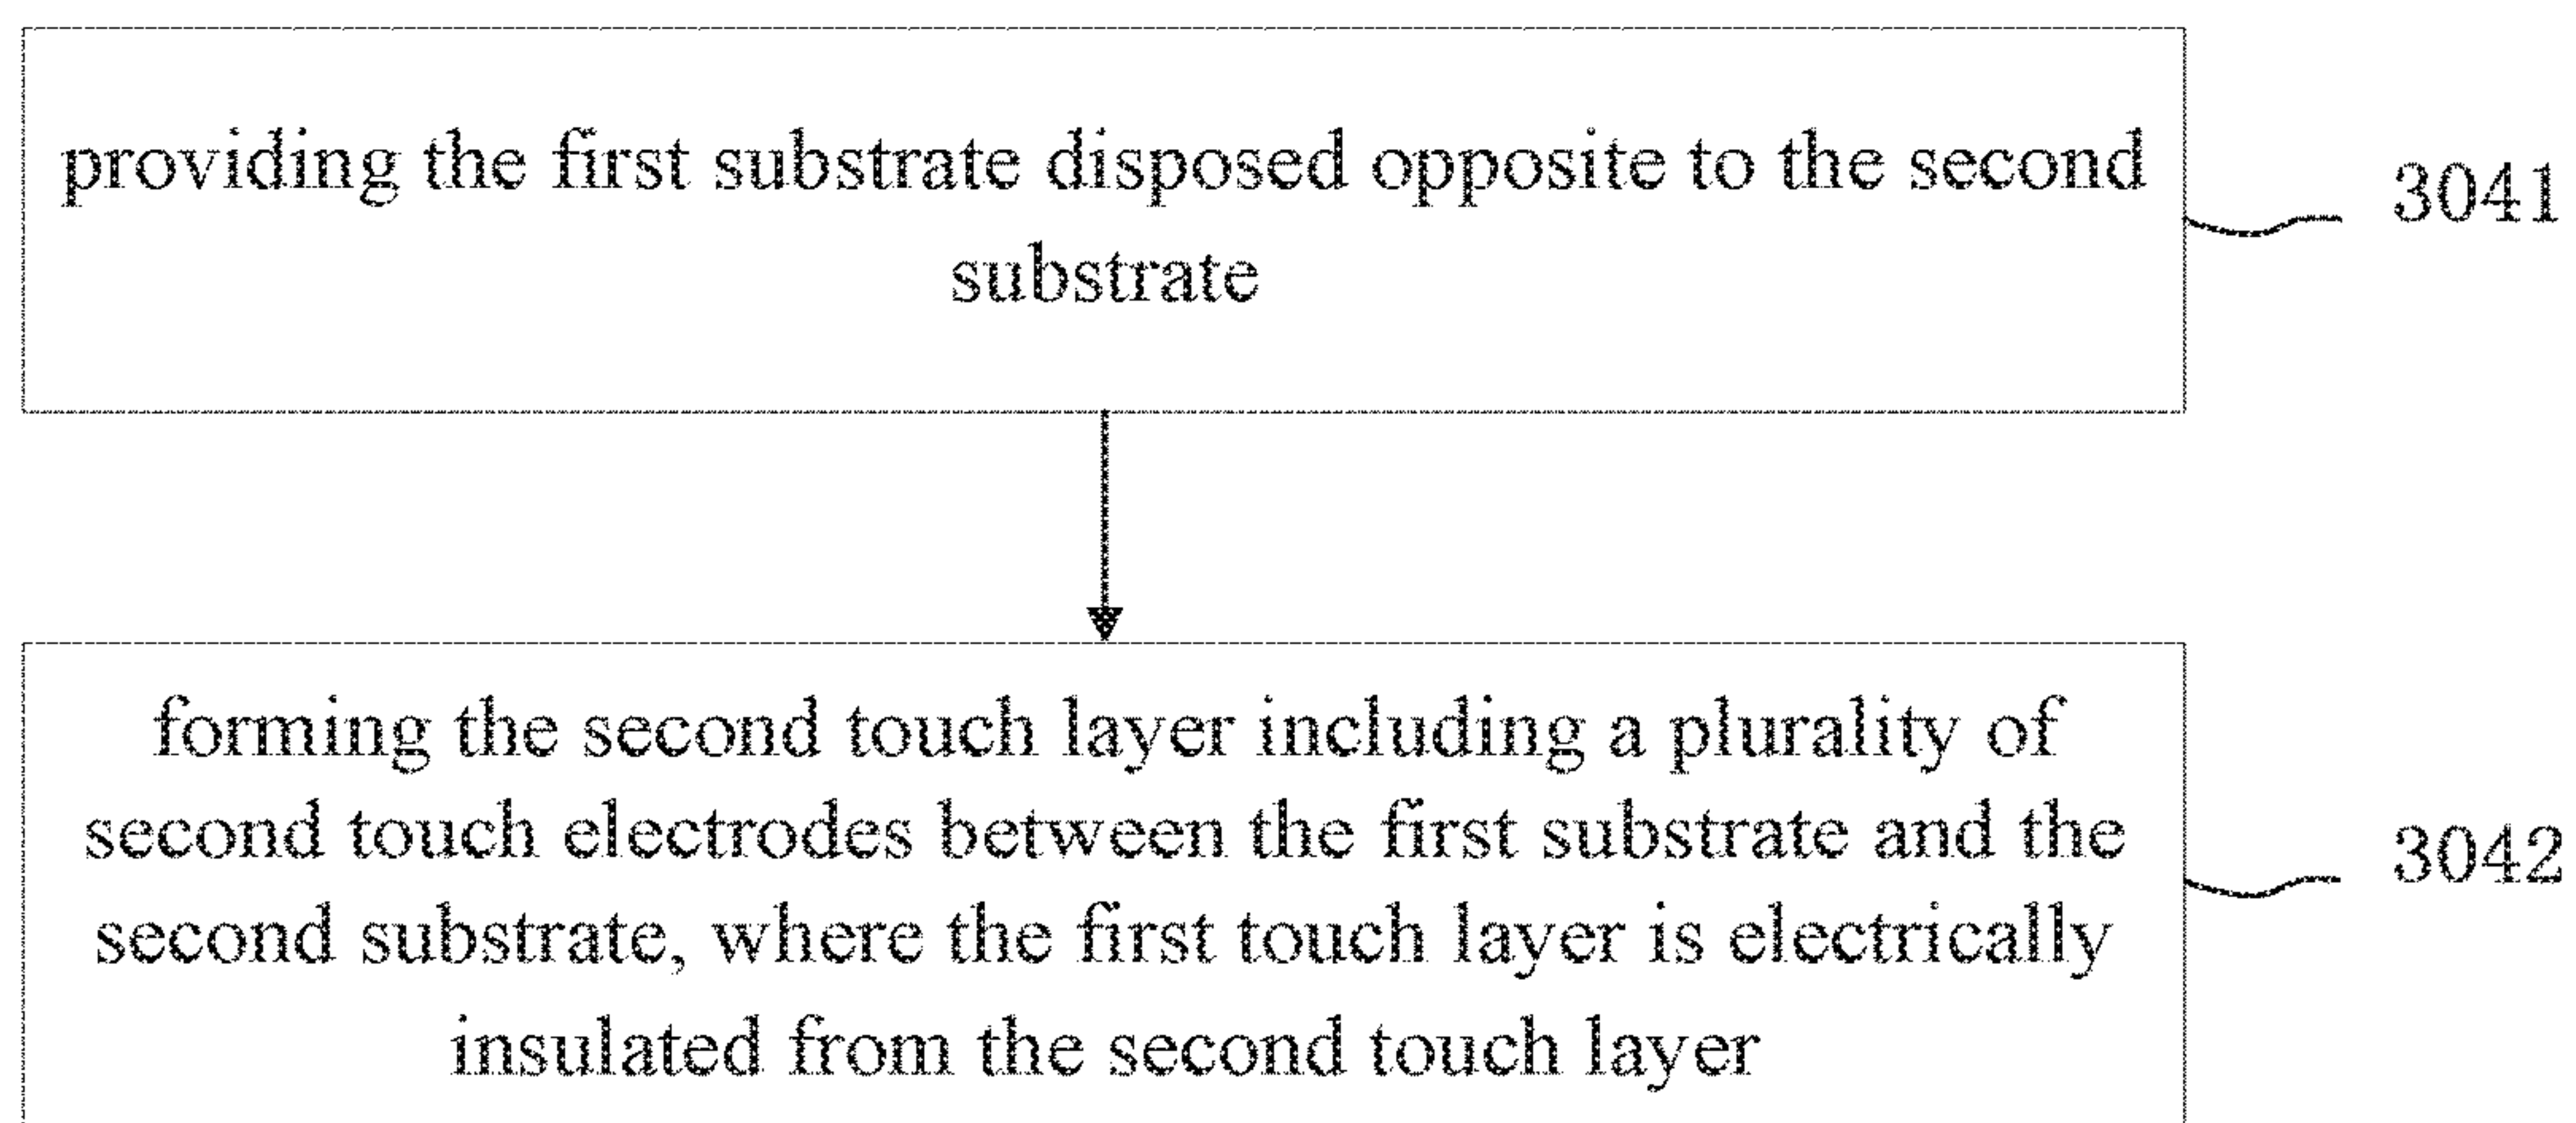 providing the first substrate disposed opposite to the second
substrate
3041
forming the second touch layer including a plurality of
second touch electrodes between the first substrate and the
second substrate, where the first touch layer is electrically
insulated from the second touch layer
3042